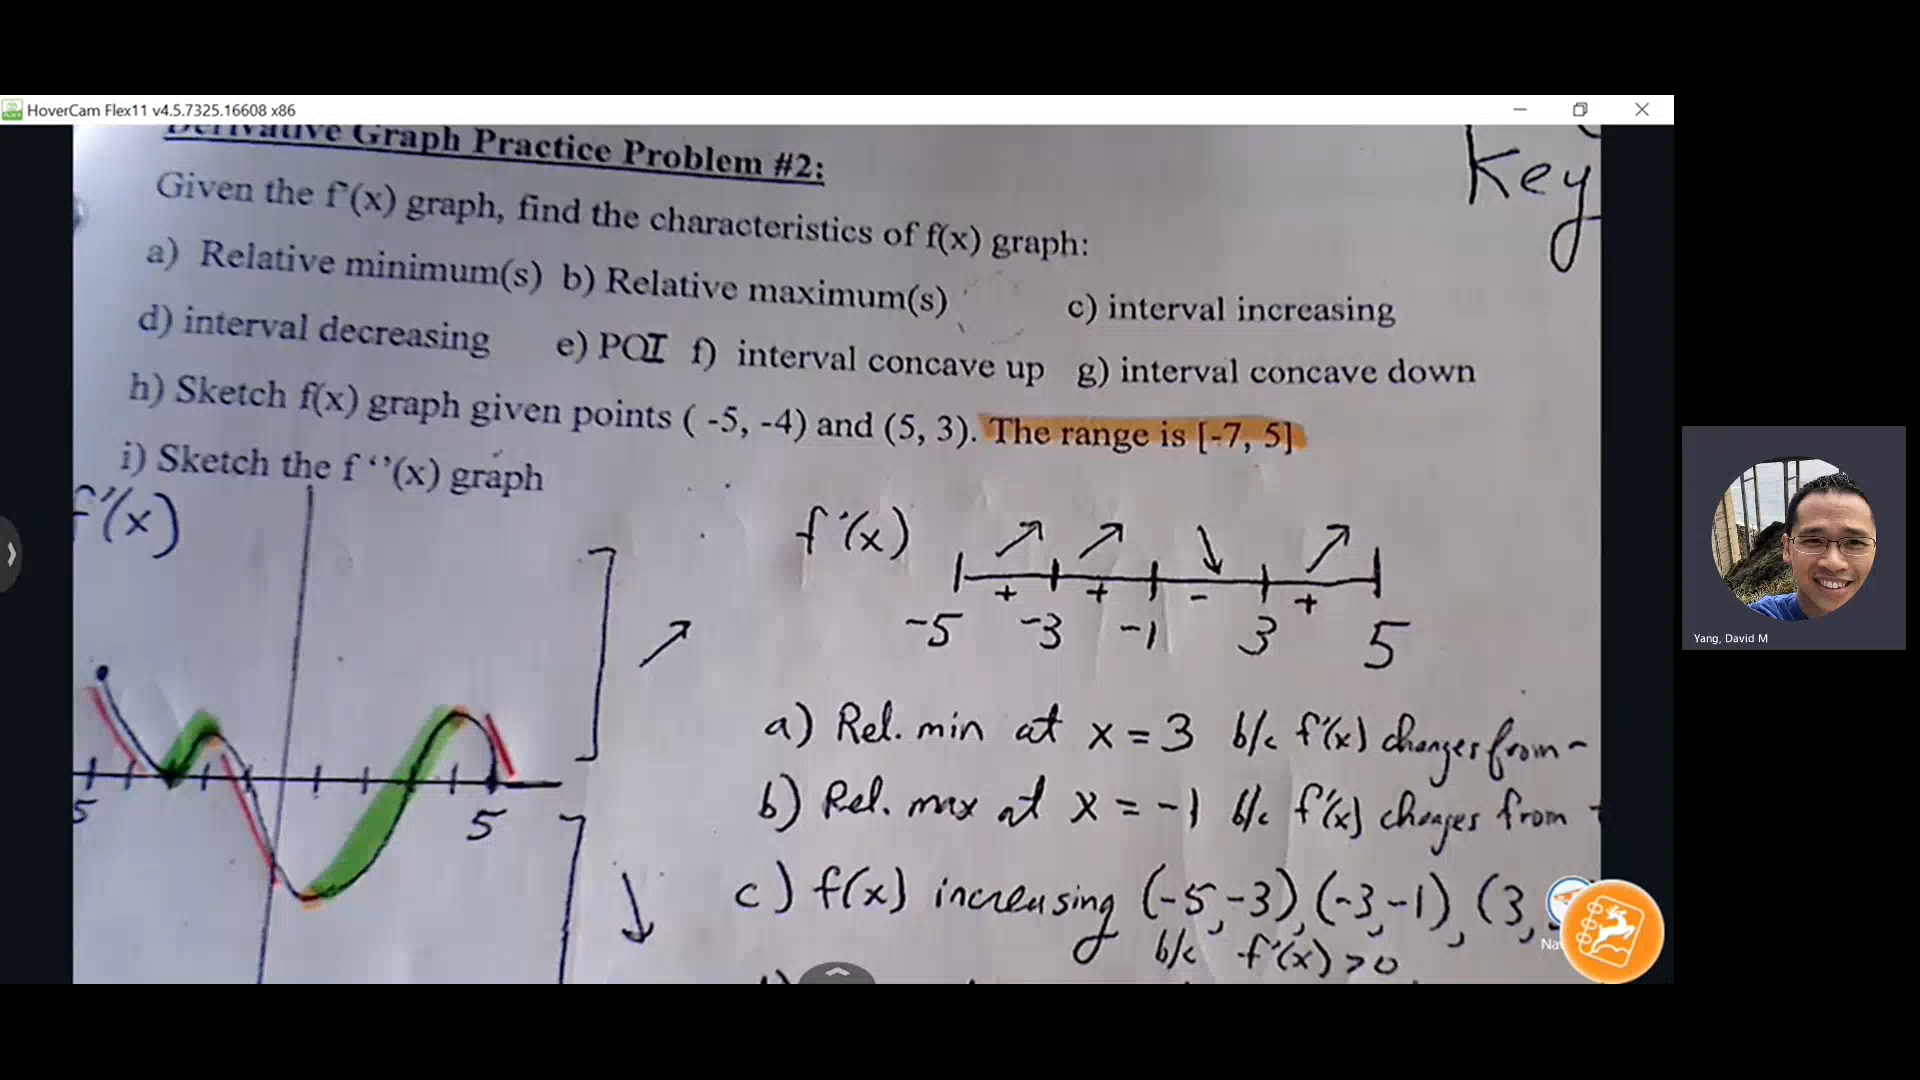 HoverCam Flex11 v4.5.7325.16608 x86
Derivative Graph Practice Problem #2:
Key
Given the f'(x) graph, find the characteristics of f(x) graph:
a) Relative minimum(s) b) Relative maximum(s) c) interval increasing
d) interval decreasing e) POI f) interval concave up g) interval concave down
h) Sketch f(x) graph given points ( -5, -4) and (5, 3). The range is [-7, 5]
i) Sketch the f ‘’(x) graph
f'(x)
f'(x)
+ + - +
-5 -3 -1 3 5
5
5
a) Rel. min at x = 3 b/c f'(x) changes from -
b) Rel. max at x = -1 b/c f'(x) changes from
c) f(x) increasing (-5,-3), (-3,-1), (3,
b/c f'(x) > 0
Na
Yang, David M